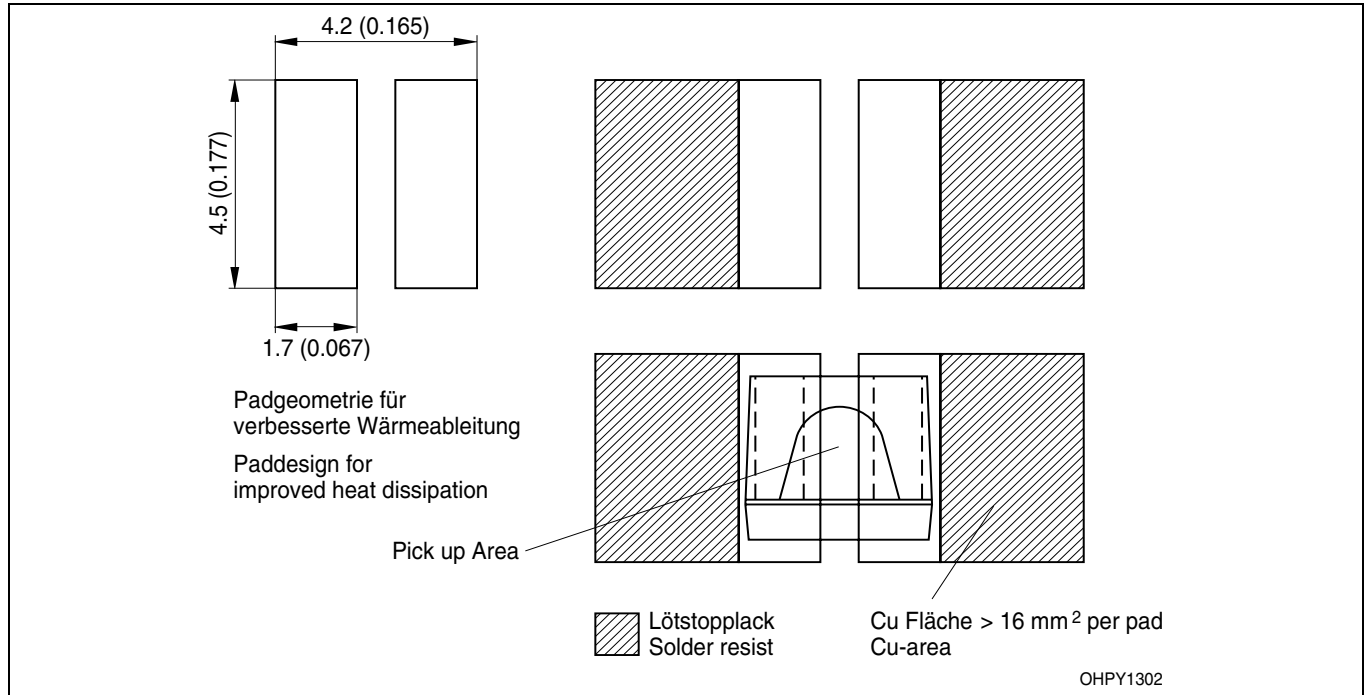 4.2 (0.165)
4.5 (0.177)
1.7 (0.067)
Padgeometrie für
verbesserte Wärmeableitung
Paddesign for
improved heat dissipation
Pick up Area
Lötstopplack
Solder resist
Cu Fläche > 16 mm² per pad
Cu-area
OHPY1302